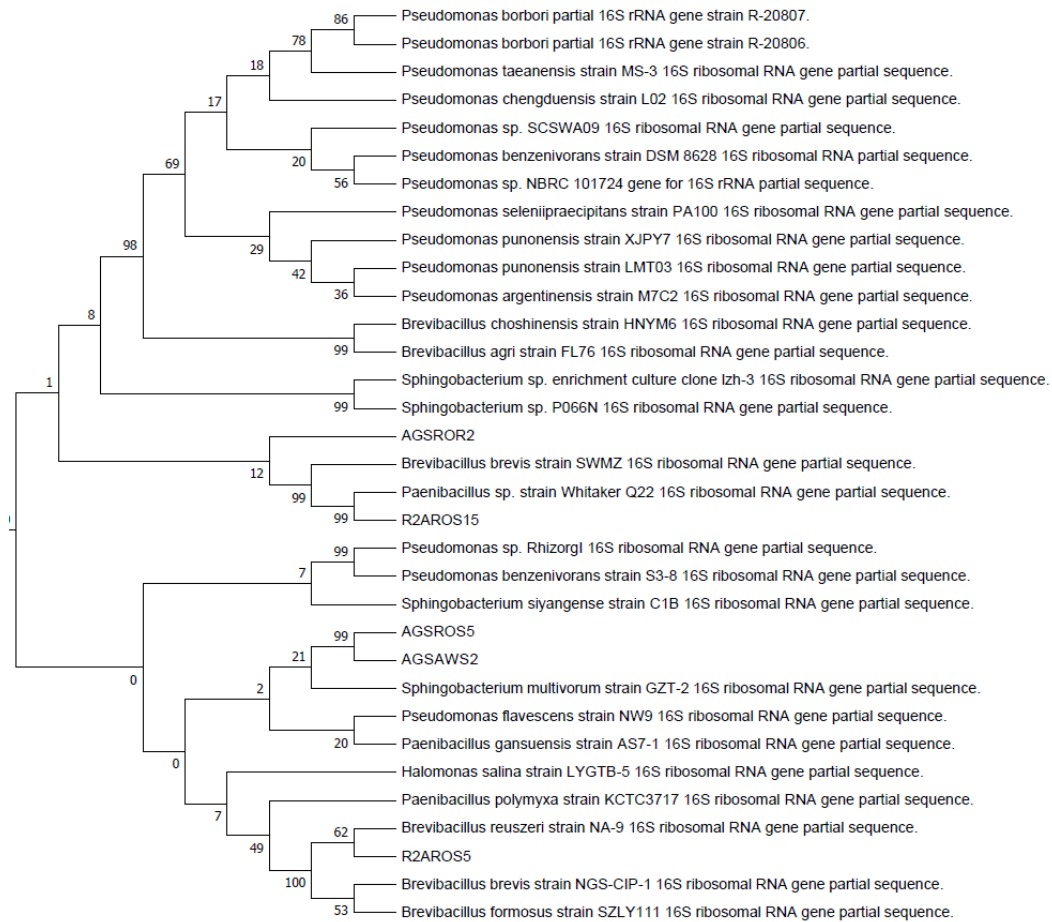 86
Pseudomonas borbori partial 16S rRNA gene strain R-20807.
78
Pseudomonas borbori partial 16S rRNA gene strain R-20806.
18
Pseudomonas taeanensis strain MS-3 16S ribosomal RNA gene partial sequence.
17
Pseudomonas chengduensis strain L02 16S ribosomal RNA gene partial sequence.
Pseudomonas sp. SCSWA09 16S ribosomal RNA gene partial sequence.
20
Pseudomonas benzenivorans strain DSM 8628 16S ribosomal RNA gene partial sequence.
69
56
Pseudomonas sp. NBRC 101724 gene for 16S rRNA partial sequence.
Pseudomonas seleniipraecipitans strain PA100 16S ribosomal RNA gene partial sequence.
29
Pseudomonas punonensis strain XJPY7 16S ribosomal RNA gene partial sequence.
98
42
Pseudomonas punonensis strain LMT03 16S ribosomal RNA gene partial sequence.
36
Pseudomonas argentinensis strain M7C2 16S ribosomal RNA gene partial sequence.
8
Brevibacillus choshinensis strain HNYM6 16S ribosomal RNA gene partial sequence.
99
Brevibacillus agri strain FL76 16S ribosomal RNA gene partial sequence.
1
Sphingobacterium sp. enrichment culture clone lzh-3 16S ribosomal RNA gene partial sequence.
99
Sphingobacterium sp. P066N 16S ribosomal RNA gene partial sequence.
AGSROR2
12
Brevibacillus brevis strain SWMZ 16S ribosomal RNA gene partial sequence.
99
Paenibacillus sp. strain Whitaker Q22 16S ribosomal RNA gene partial sequence.
99
R2AROS15
99
Pseudomonas sp. RhizorgI 16S ribosomal RNA gene partial sequence.
7
Pseudomonas benzenivorans strain S3-8 16S ribosomal RNA gene partial sequence.
Sphingobacterium siyangense strain C1B 16S ribosomal RNA gene partial sequence.
99
AGSROS5
21
AGSAWS2
0
2
Sphingobacterium multivorum strain GZT-2 16S ribosomal RNA gene partial sequence.
Pseudomonas flavescens strain NW9 16S ribosomal RNA gene partial sequence.
20
Paenibacillus gansuensis strain AS7-1 16S ribosomal RNA gene partial sequence.
0
Halomonas salina strain LYGTB-5 16S ribosomal RNA gene partial sequence.
7
Paenibacillus polymyxa strain KCTC3717 16S ribosomal RNA gene partial sequence.
62
Brevibacillus reuszeri strain NA-9 16S ribosomal RNA gene partial sequence.
49
R2AROS5
100
Brevibacillus brevis strain NGS-CIP-1 16S ribosomal RNA gene partial sequence.
53
Brevibacillus formosus strain SZLY111 16S ribosomal RNA gene partial sequence.